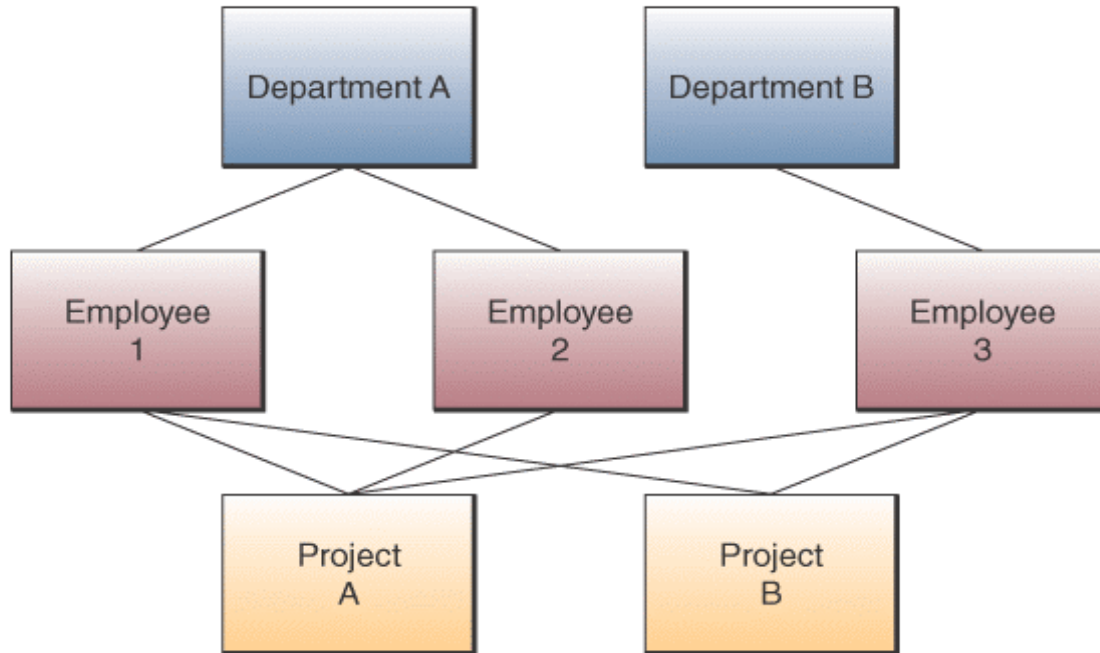 Department A
Department B
Employee
1
Employee
2
Employee
3
Project
A
Project
B